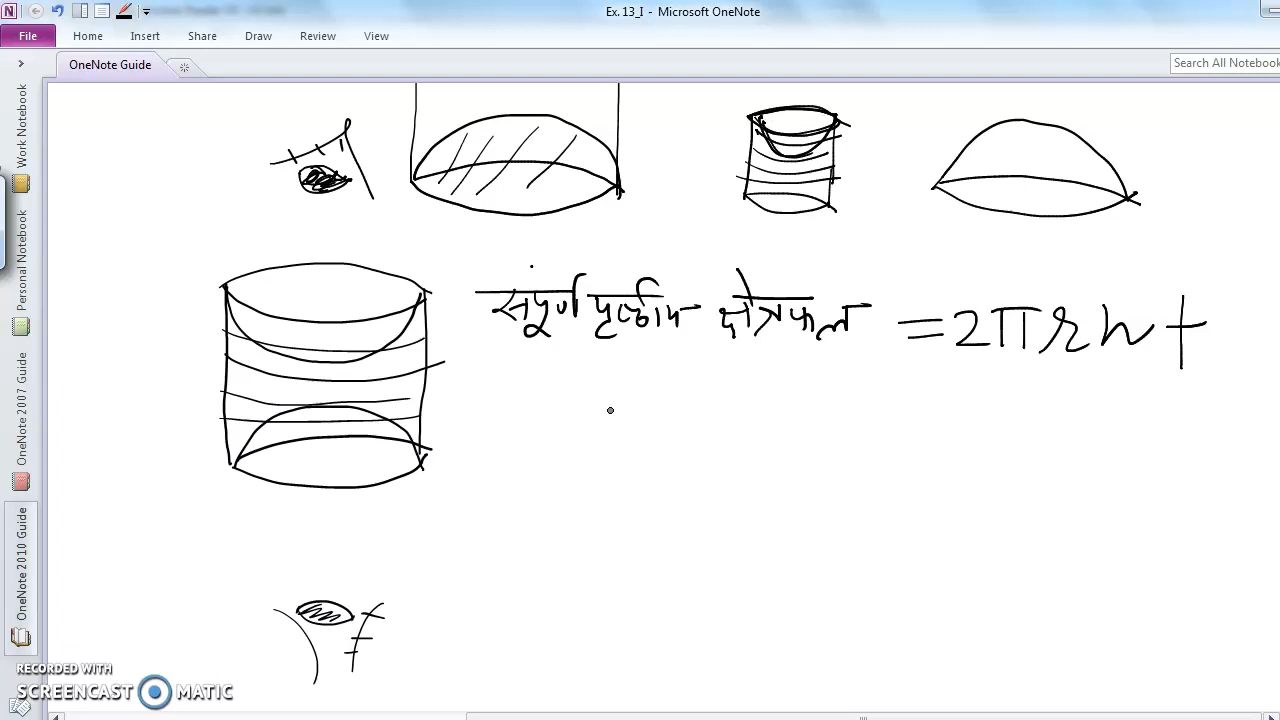 Ex. 13_I - Microsoft OneNote
File Home Insert Share Draw Review View
OneNote Guide
Search All Notebook
Work Notebook
Personal Notebook
OneNote 2007 Guide
OneNote 2010 Guide
संपूर्ण पृष्ठीय क्षेत्रफल = 2πrh +
RECORDED WITH
SCREENCAST MATIC